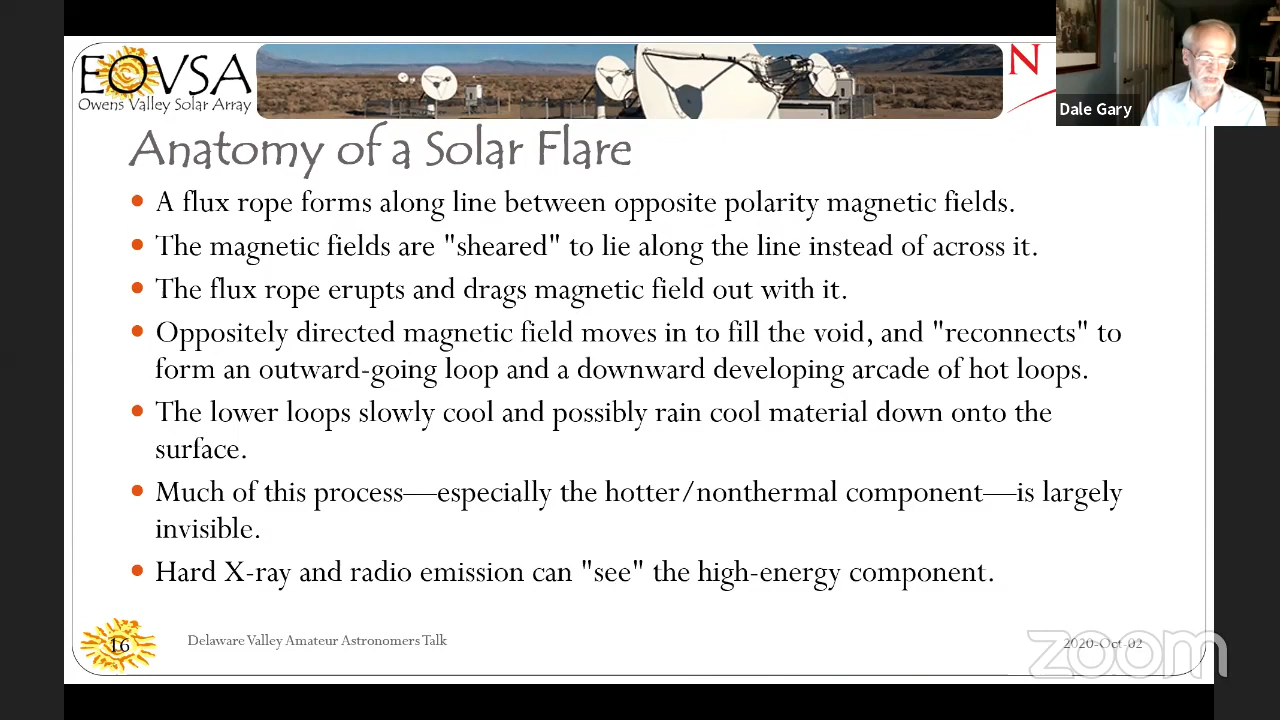 EOVSA
Owens Valley Solar Array
N
Dale Gary
Anatomy of a Solar Flare
• A flux rope forms along line between opposite polarity magnetic fields.
• The magnetic fields are "sheared" to lie along the line instead of across it.
• The flux rope erupts and drags magnetic field out with it.
• Oppositely directed magnetic field moves in to fill the void, and "reconnects" to
form an outward-going loop and a downward developing arcade of hot loops.
• The lower loops slowly cool and possibly rain cool material down onto the
surface.
• Much of this process—especially the hotter/nonthermal component—is largely
invisible.
• Hard X-ray and radio emission can "see" the high-energy component.
16
Delaware Valley Amateur Astronomers Talk
2020-Oct-02
zoom